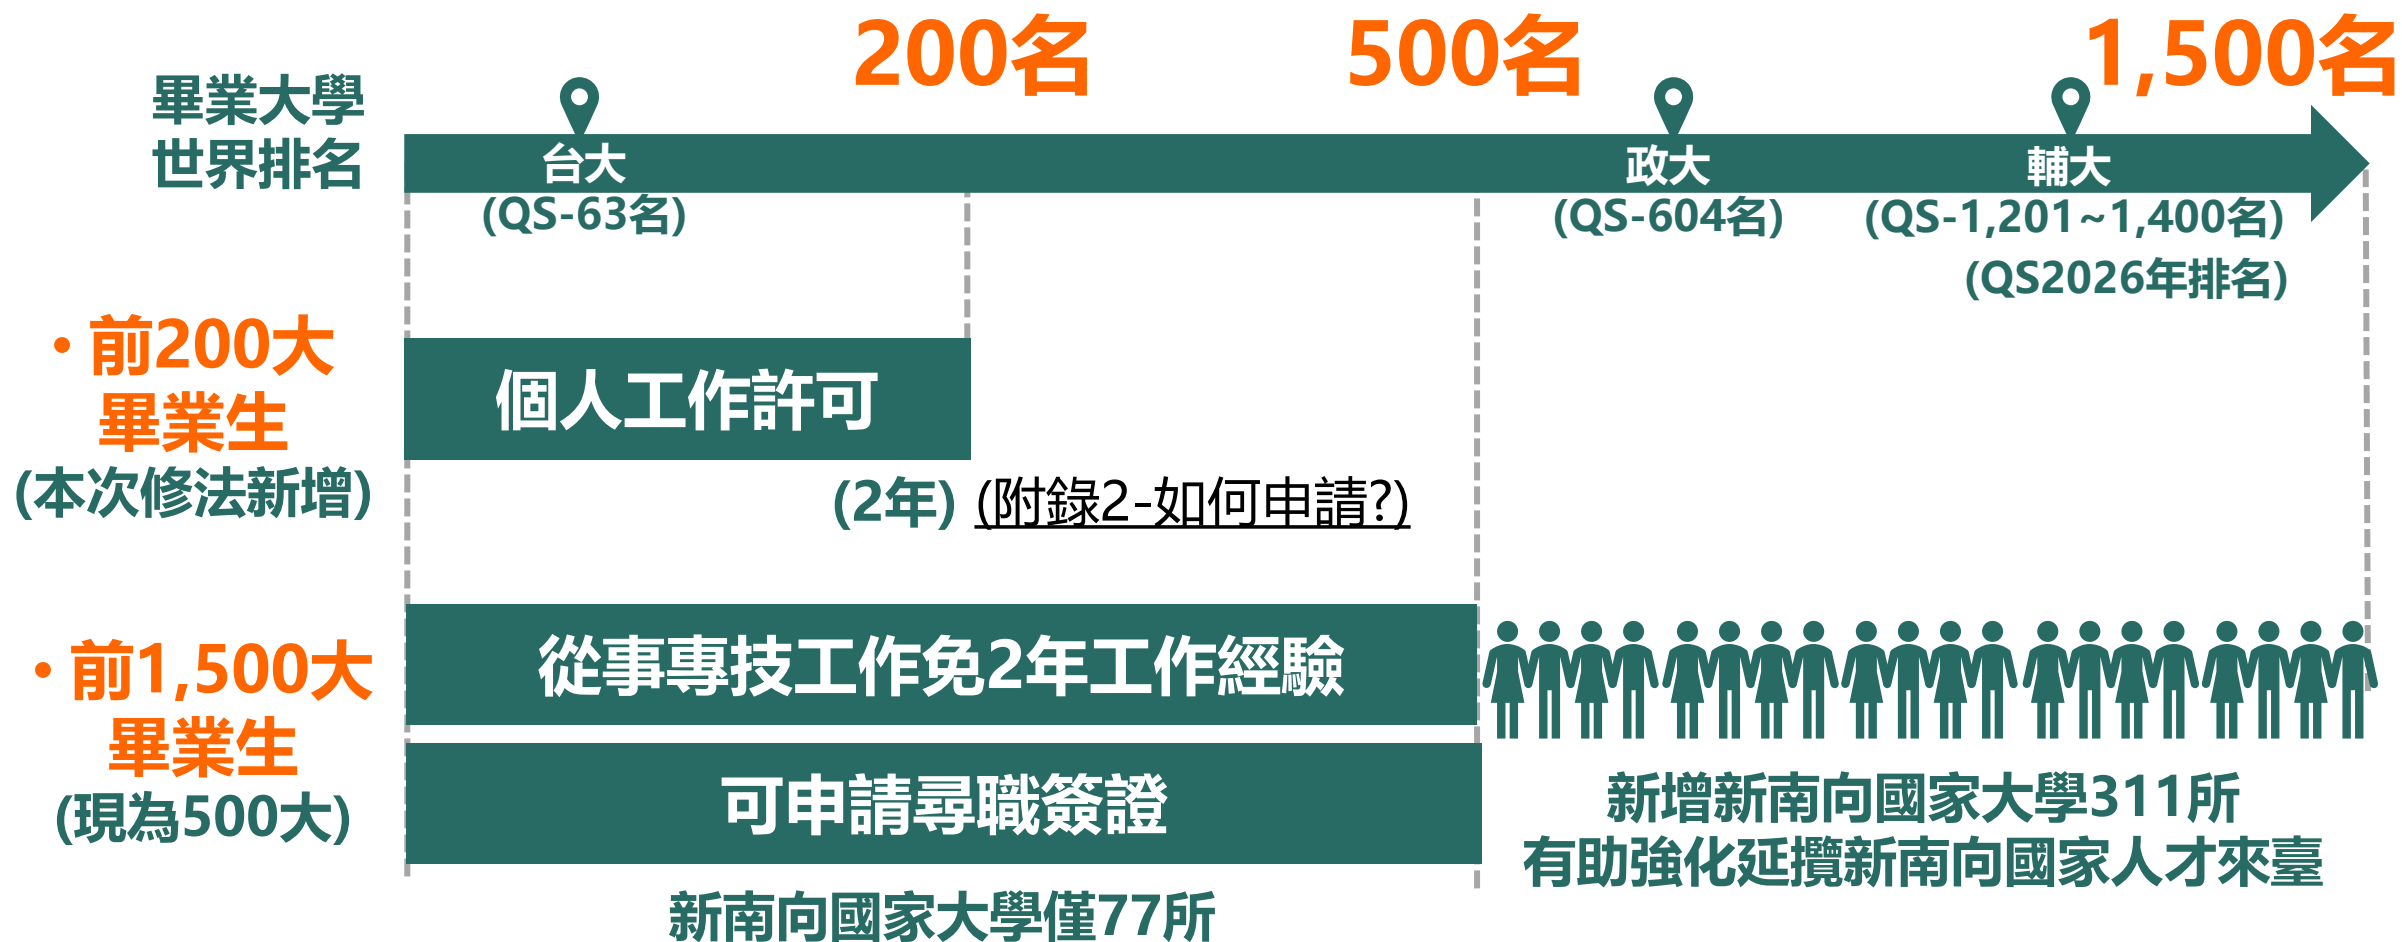 200名
500名
1,500名
畢業大學
世界排名
台大
政大
輔大
(QS-63名)
(QS-604名)
(QS-1,201~1,400名)
(QS2026年排名)
• 前200大
畢業生
(本次修法新增)
個人工作許可
(2年) (附錄2-如何申請?)
• 前1,500大
畢業生
(現為500大)
從事專技工作免2年工作經驗
可申請尋職簽證
新南向國家大學僅77所
新增新南向國家大學311所
有助強化延攬新南向國家人才來臺